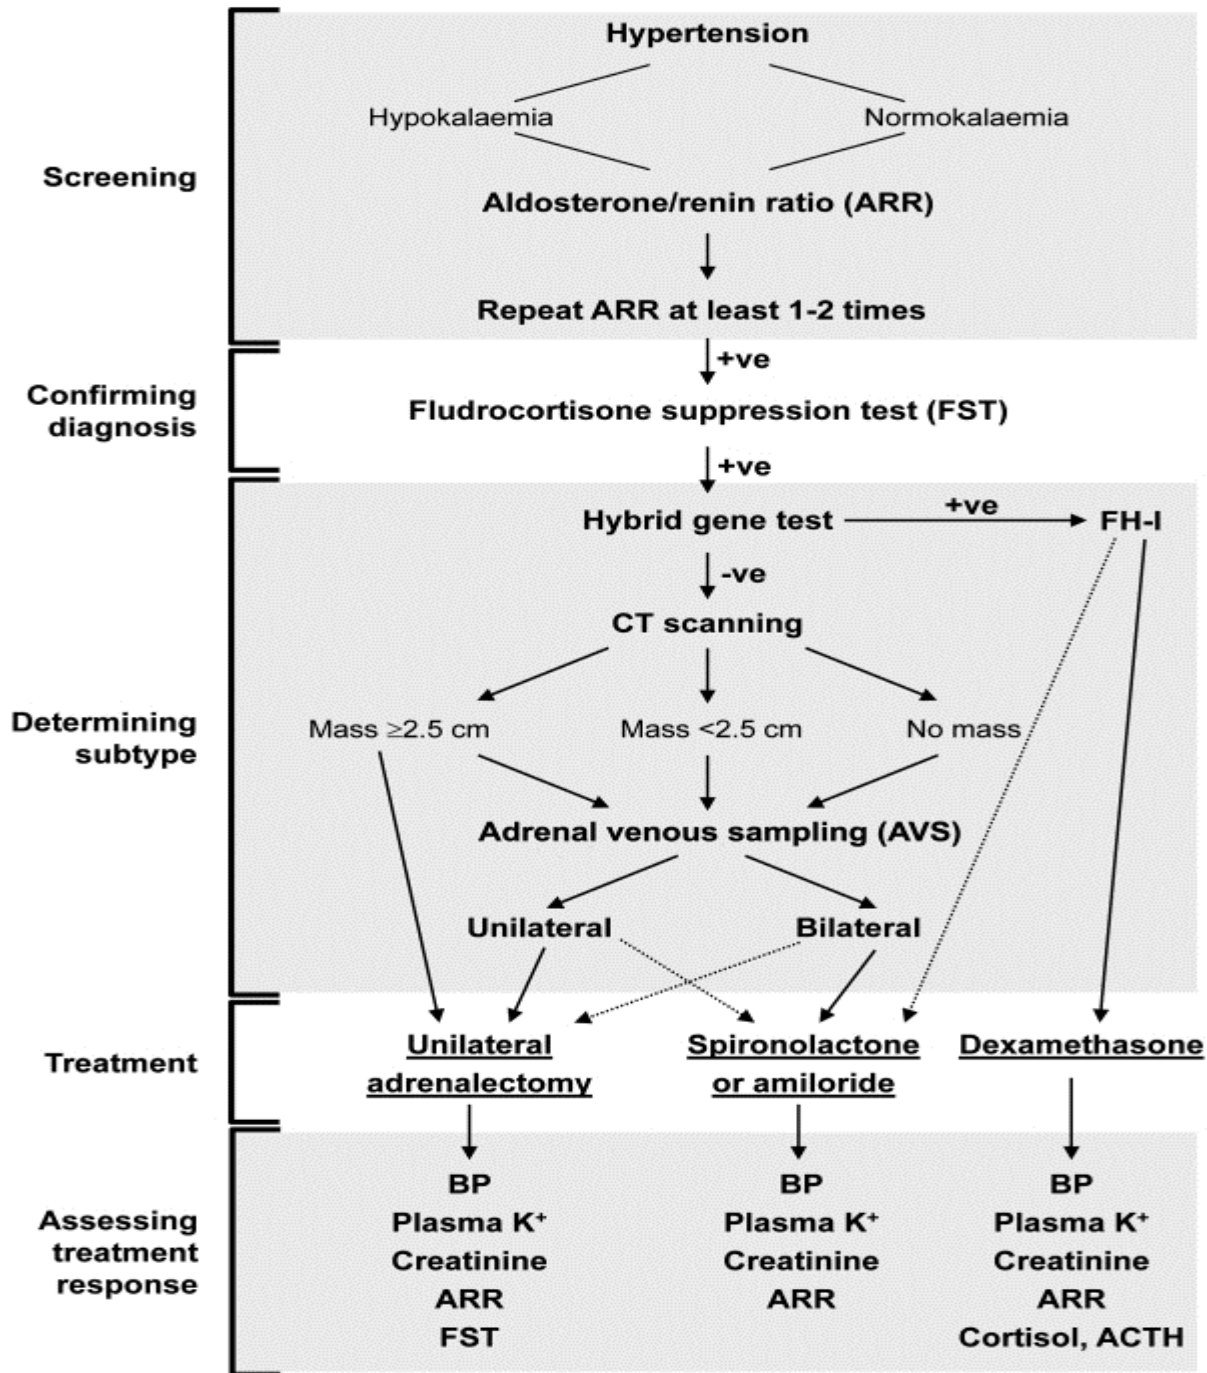 Hypertension
Hypokalaemia
Normokalaemia
Screening
Aldosterone/renin ratio (ARR)
Repeat ARR at least 1-2 times
+ve
Confirming
diagnosis
Fludrocortisone suppression test (FST)
+ve
Hybrid gene test
+ve
FH-I
-ve
CT scanning
Determining
subtype
Mass ≥2.5 cm
Mass <2.5 cm
No mass
Adrenal venous sampling (AVS)
Unilateral
Bilateral
Treatment
Unilateral
adrenalectomy
Spironolactone
or amiloride
Dexamethasone
Assessing
treatment
response
BP
Plasma K⁺
Creatinine
ARR
FST
BP
Plasma K⁺
Creatinine
ARR
BP
Plasma K⁺
Creatinine
ARR
Cortisol, ACTH